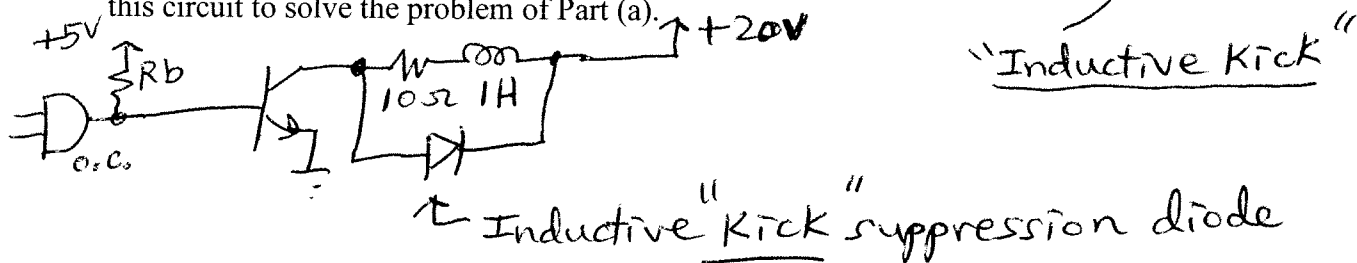 this circuit to solve the problem of Part (a).
+5V
+20V
"Inductive Kick"
Rb
10Ω 1H
O.C.
Inductive "Kick" suppression diode